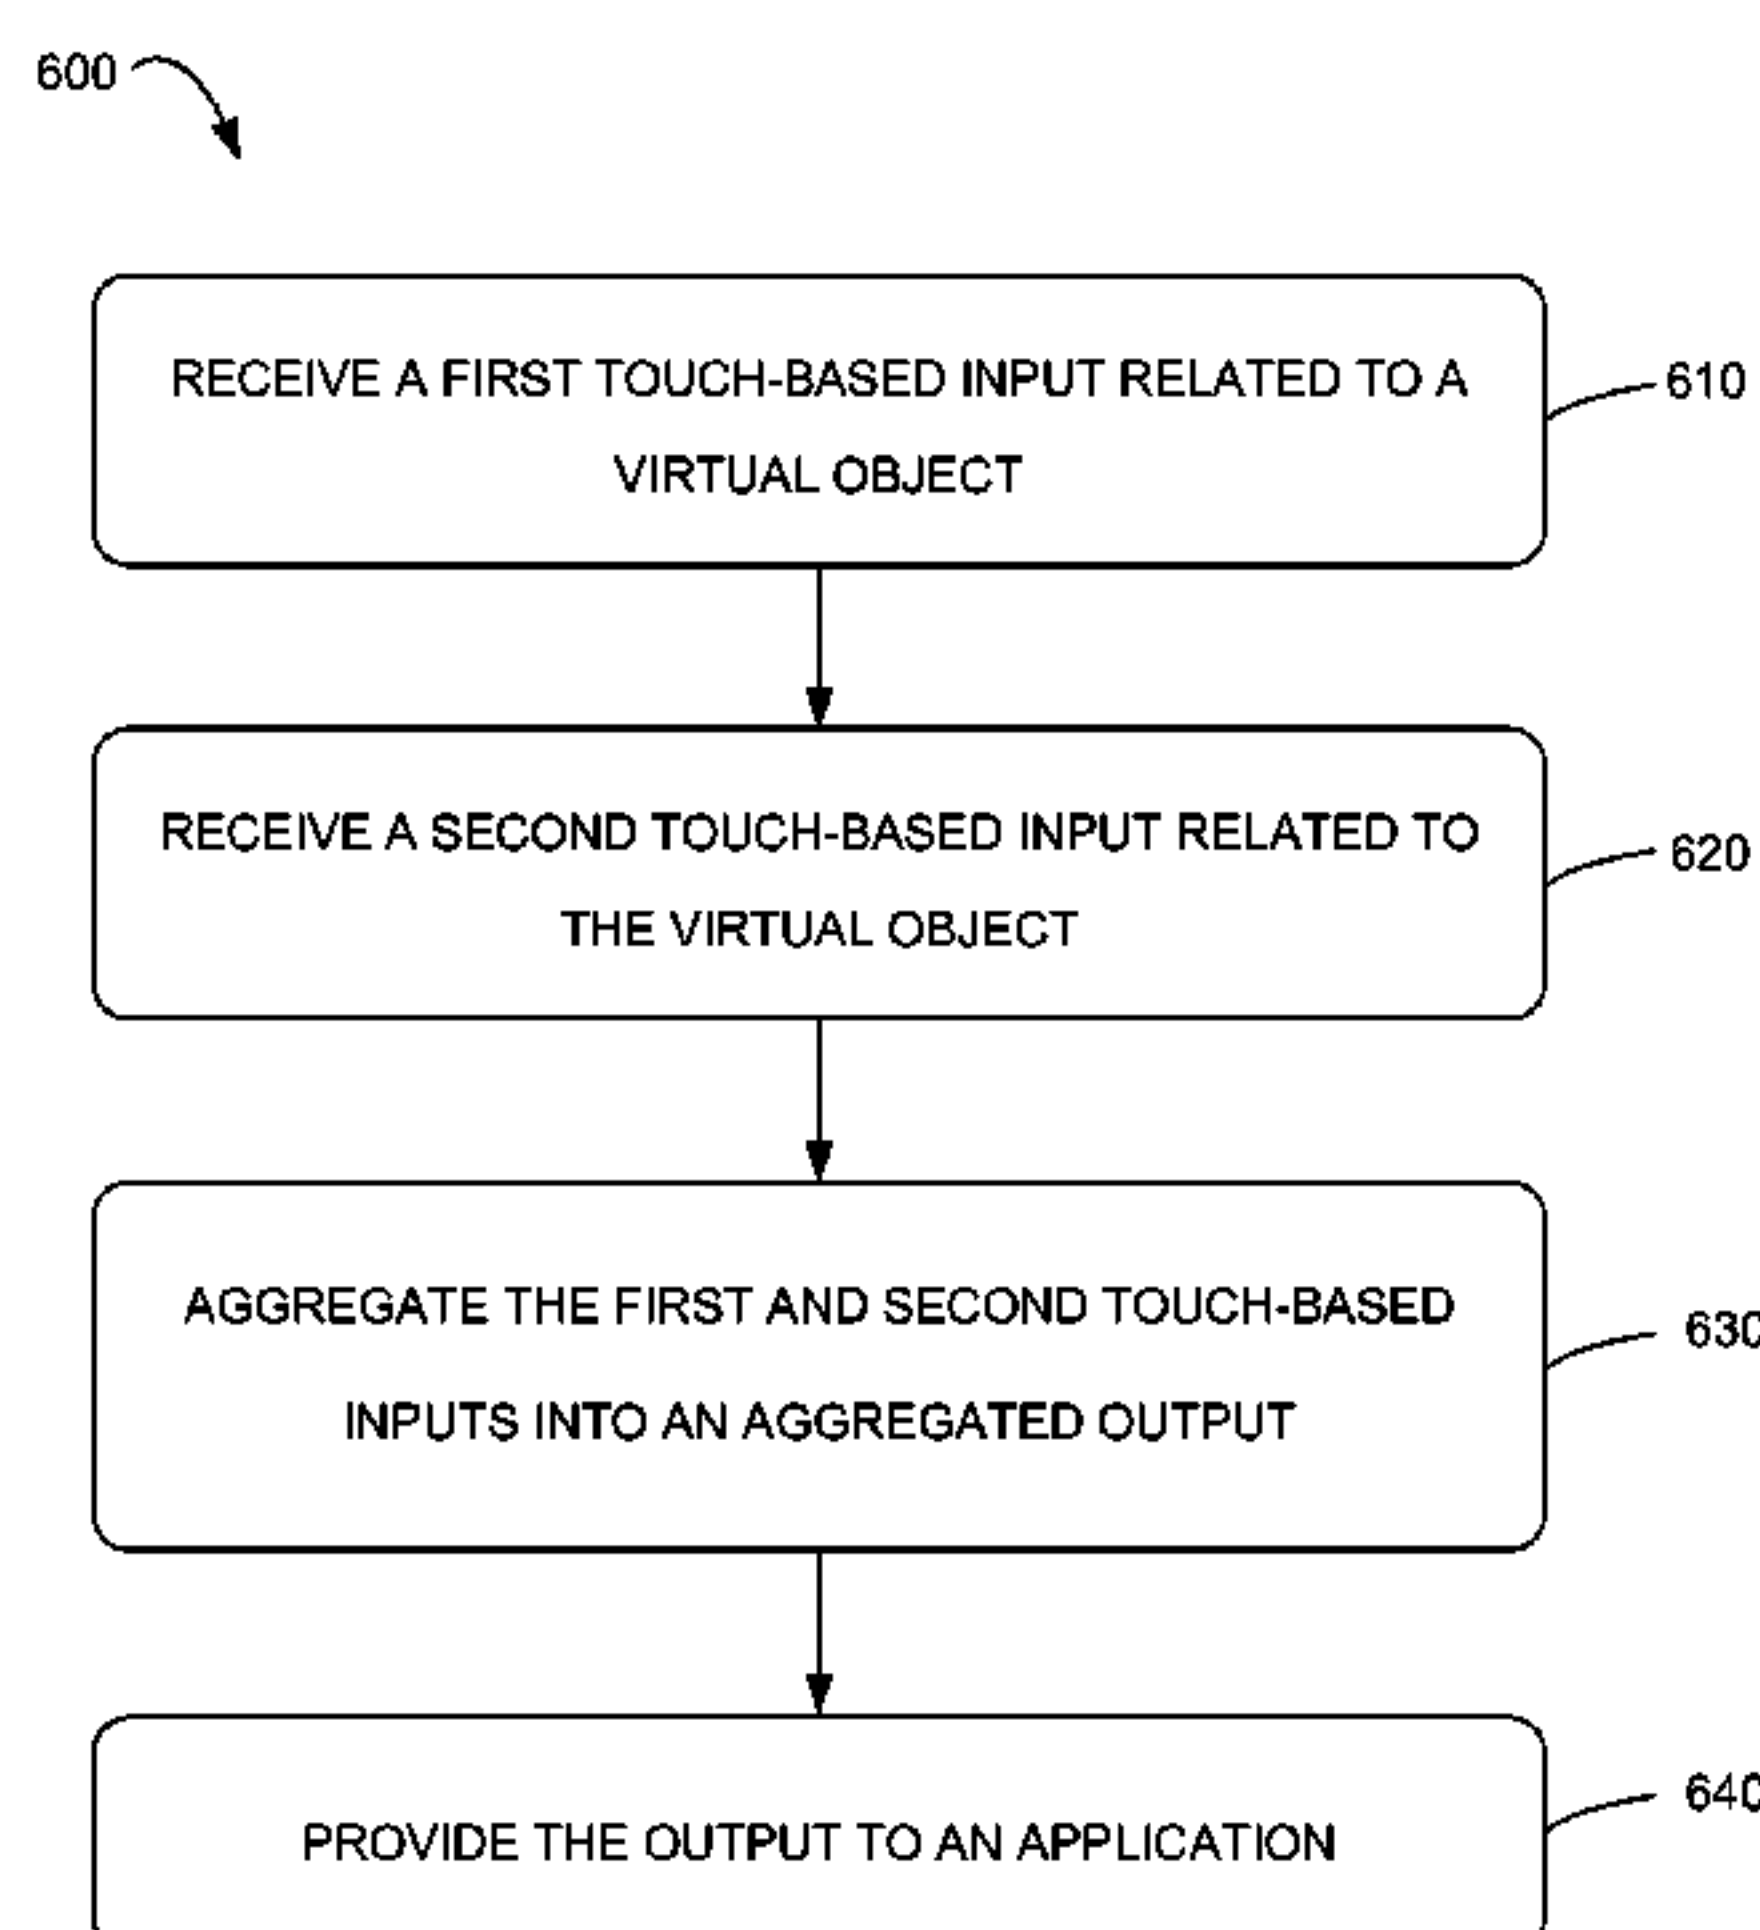 600
RECEIVE A FIRST TOUCH-BASED INPUT RELATED TO A
VIRTUAL OBJECT
610
RECEIVE A SECOND TOUCH-BASED INPUT RELATED TO
THE VIRTUAL OBJECT
620
AGGREGATE THE FIRST AND SECOND TOUCH-BASED
INPUTS INTO AN AGGREGATED OUTPUT
630
PROVIDE THE OUTPUT TO AN APPLICATION
640